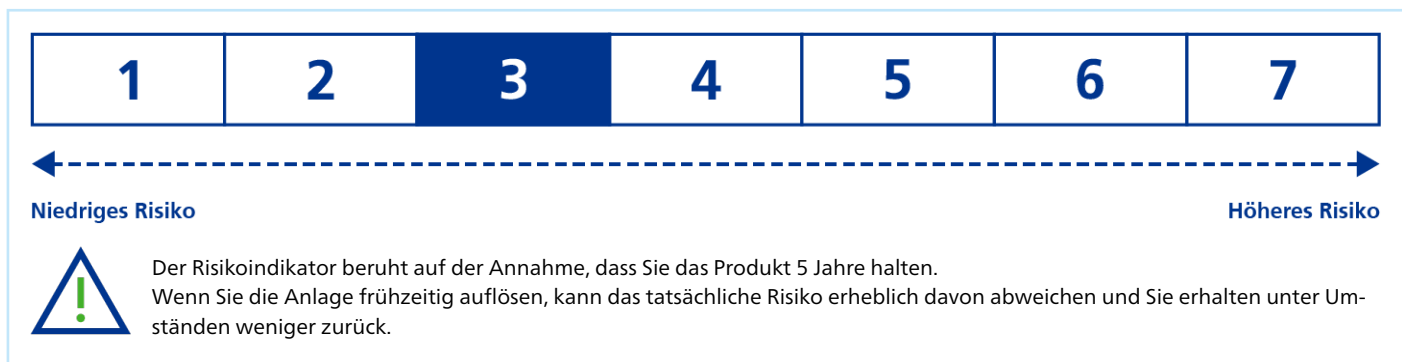 1 2 3 4 5 6 7
Niedriges Risiko Höheres Risiko
Der Risikoindikator beruht auf der Annahme, dass Sie das Produkt 5 Jahre halten.
Wenn Sie die Anlage frühzeitig auflösen, kann das tatsächliche Risiko erheblich davon abweichen und Sie erhalten unter Um-
ständen weniger zurück.